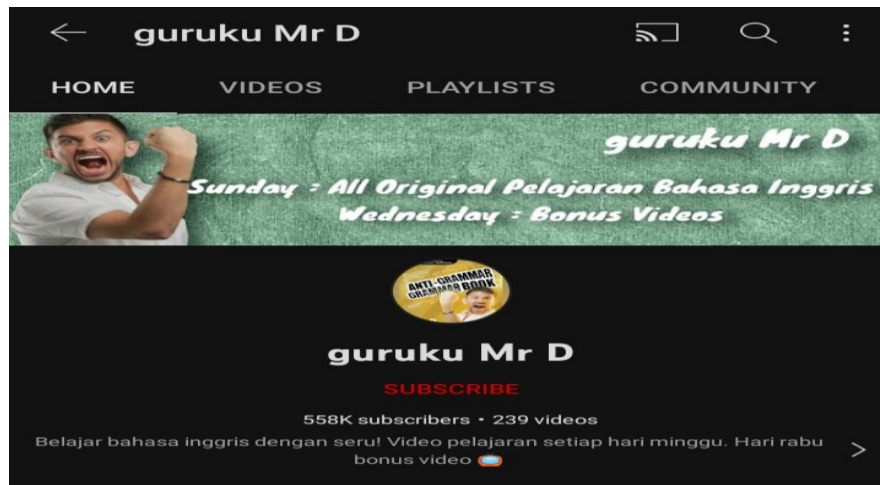 guruku Mr D
HOME VIDEOS PLAYLISTS COMMUNITY
guruku Mr D
Sunday : All Original Pelajaran Bahasa Inggris
Wednesday : Bonus Videos
ANTI-GRAMMAR
GRAMMAR BOOK
guruku Mr D
SUBSCRIBE
558K subscribers • 239 videos
Belajar bahasa inggris dengan seru! Video pelajaran setiap hari minggu. Hari rabu
bonus video 📺